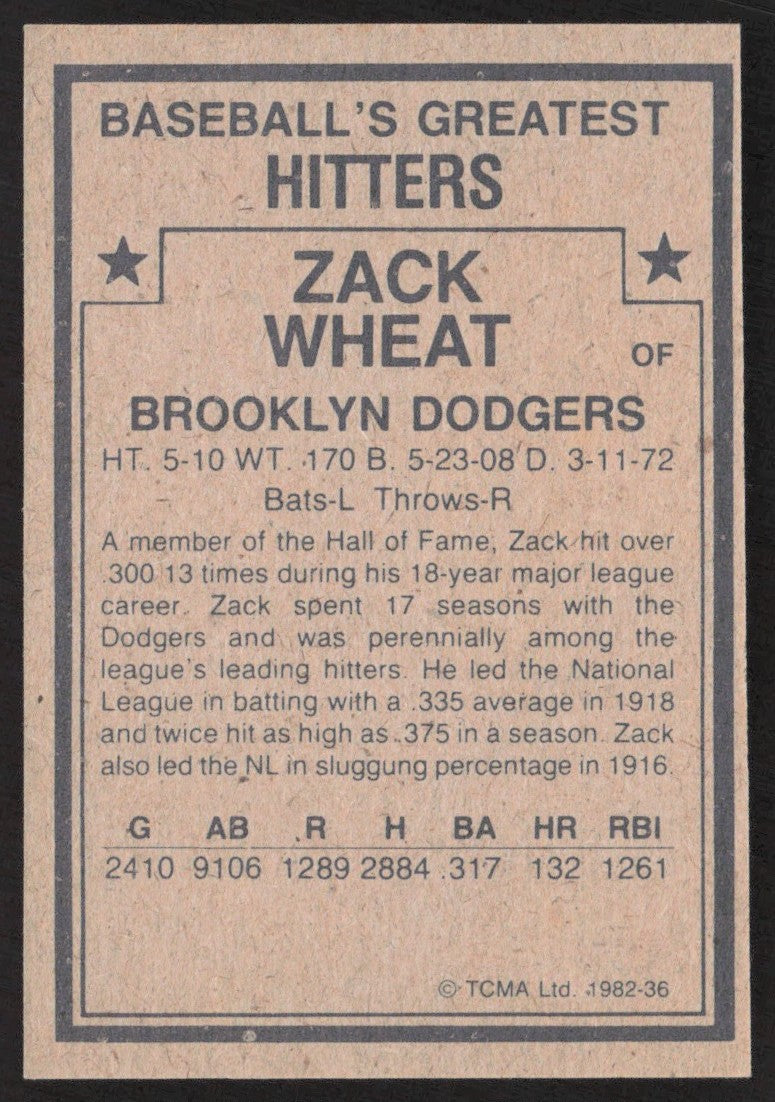 BASEBALL'S GREATEST
HITTERS
ZACK
WHEAT OF
BROOKLYN DODGERS
HT. 5-10 WT. 170 B. 5-23-08 D. 3-11-72
Bats-L Throws-R
A member of the Hall of Fame, Zack hit over
.300 13 times during his 18-year major league
career. Zack spent 17 seasons with the
Dodgers and was perennially among the
league's leading hitters. He led the National
League in batting with a .335 average in 1918
and twice hit as high as .375 in a season. Zack
also led the NL in sluggung percentage in 1916.
G AB R H BA HR RBI
2410 9106 1289 2884 .317 132 1261
© TCMA Ltd. 1982-36